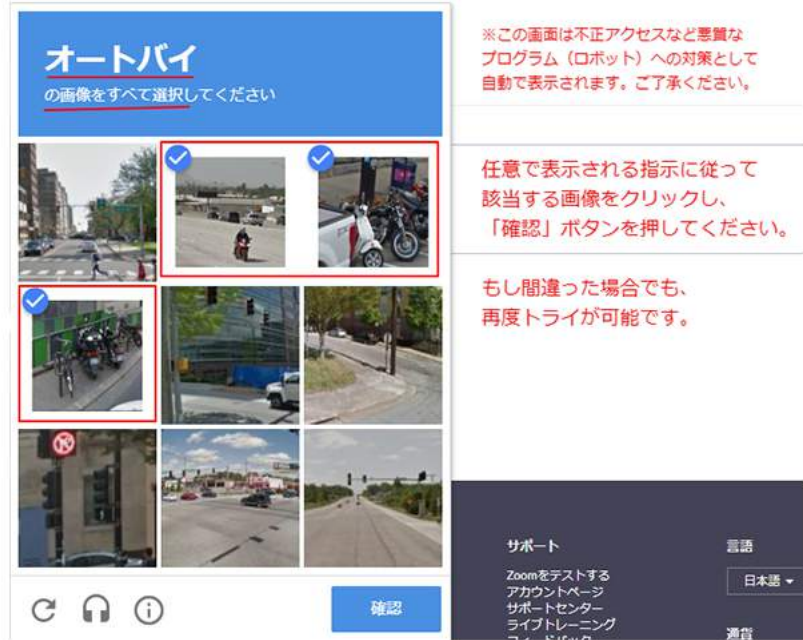 オートバイ
の画像をすべて選択してください
確認
※この画面は不正アクセスなど悪質な
プログラム（ロボット）への対策として
自動で表示されます。ご了承ください。
任意で表示される指示に従って
該当する画像をクリックし、
「確認」ボタンを押してください。
もし間違った場合でも、
再度トライが可能です。
サポート
Zoomをテストする
アカウントページ
サポートセンター
ライブトレーニング
フィードバック
言語
日本語
通貨